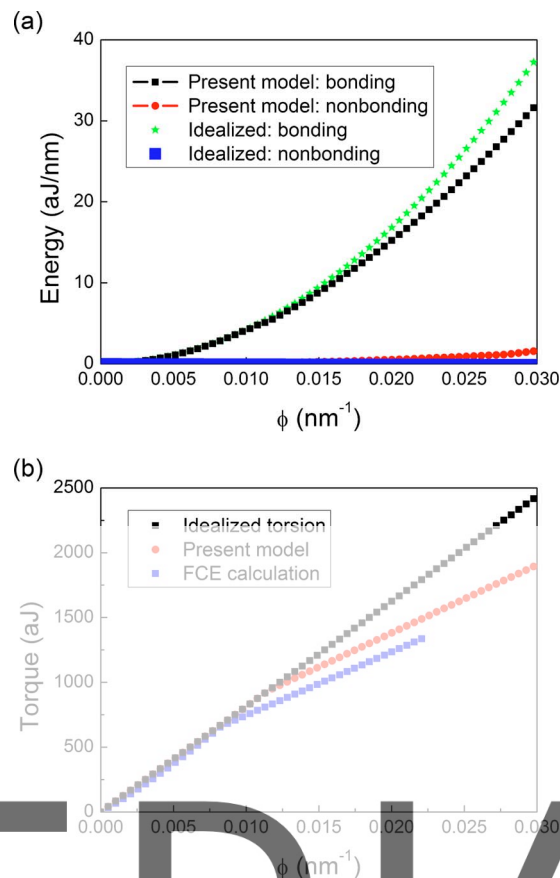 (a)
40
30
20
10
0
Energy (aJ/nm)
Present model: bonding
Present model: nonbonding
Idealized: bonding
Idealized: nonbonding
0.000 0.005 0.010 0.015 0.020 0.025 0.030
ϕ (nm⁻¹)
(b)
2500
2000
1500
1000
500
0
Torque (aJ)
Idealized torsion
Present model
FCE calculation
0.000 0.005 0.010 0.015 0.020 0.025 0.030
ϕ (nm⁻¹)